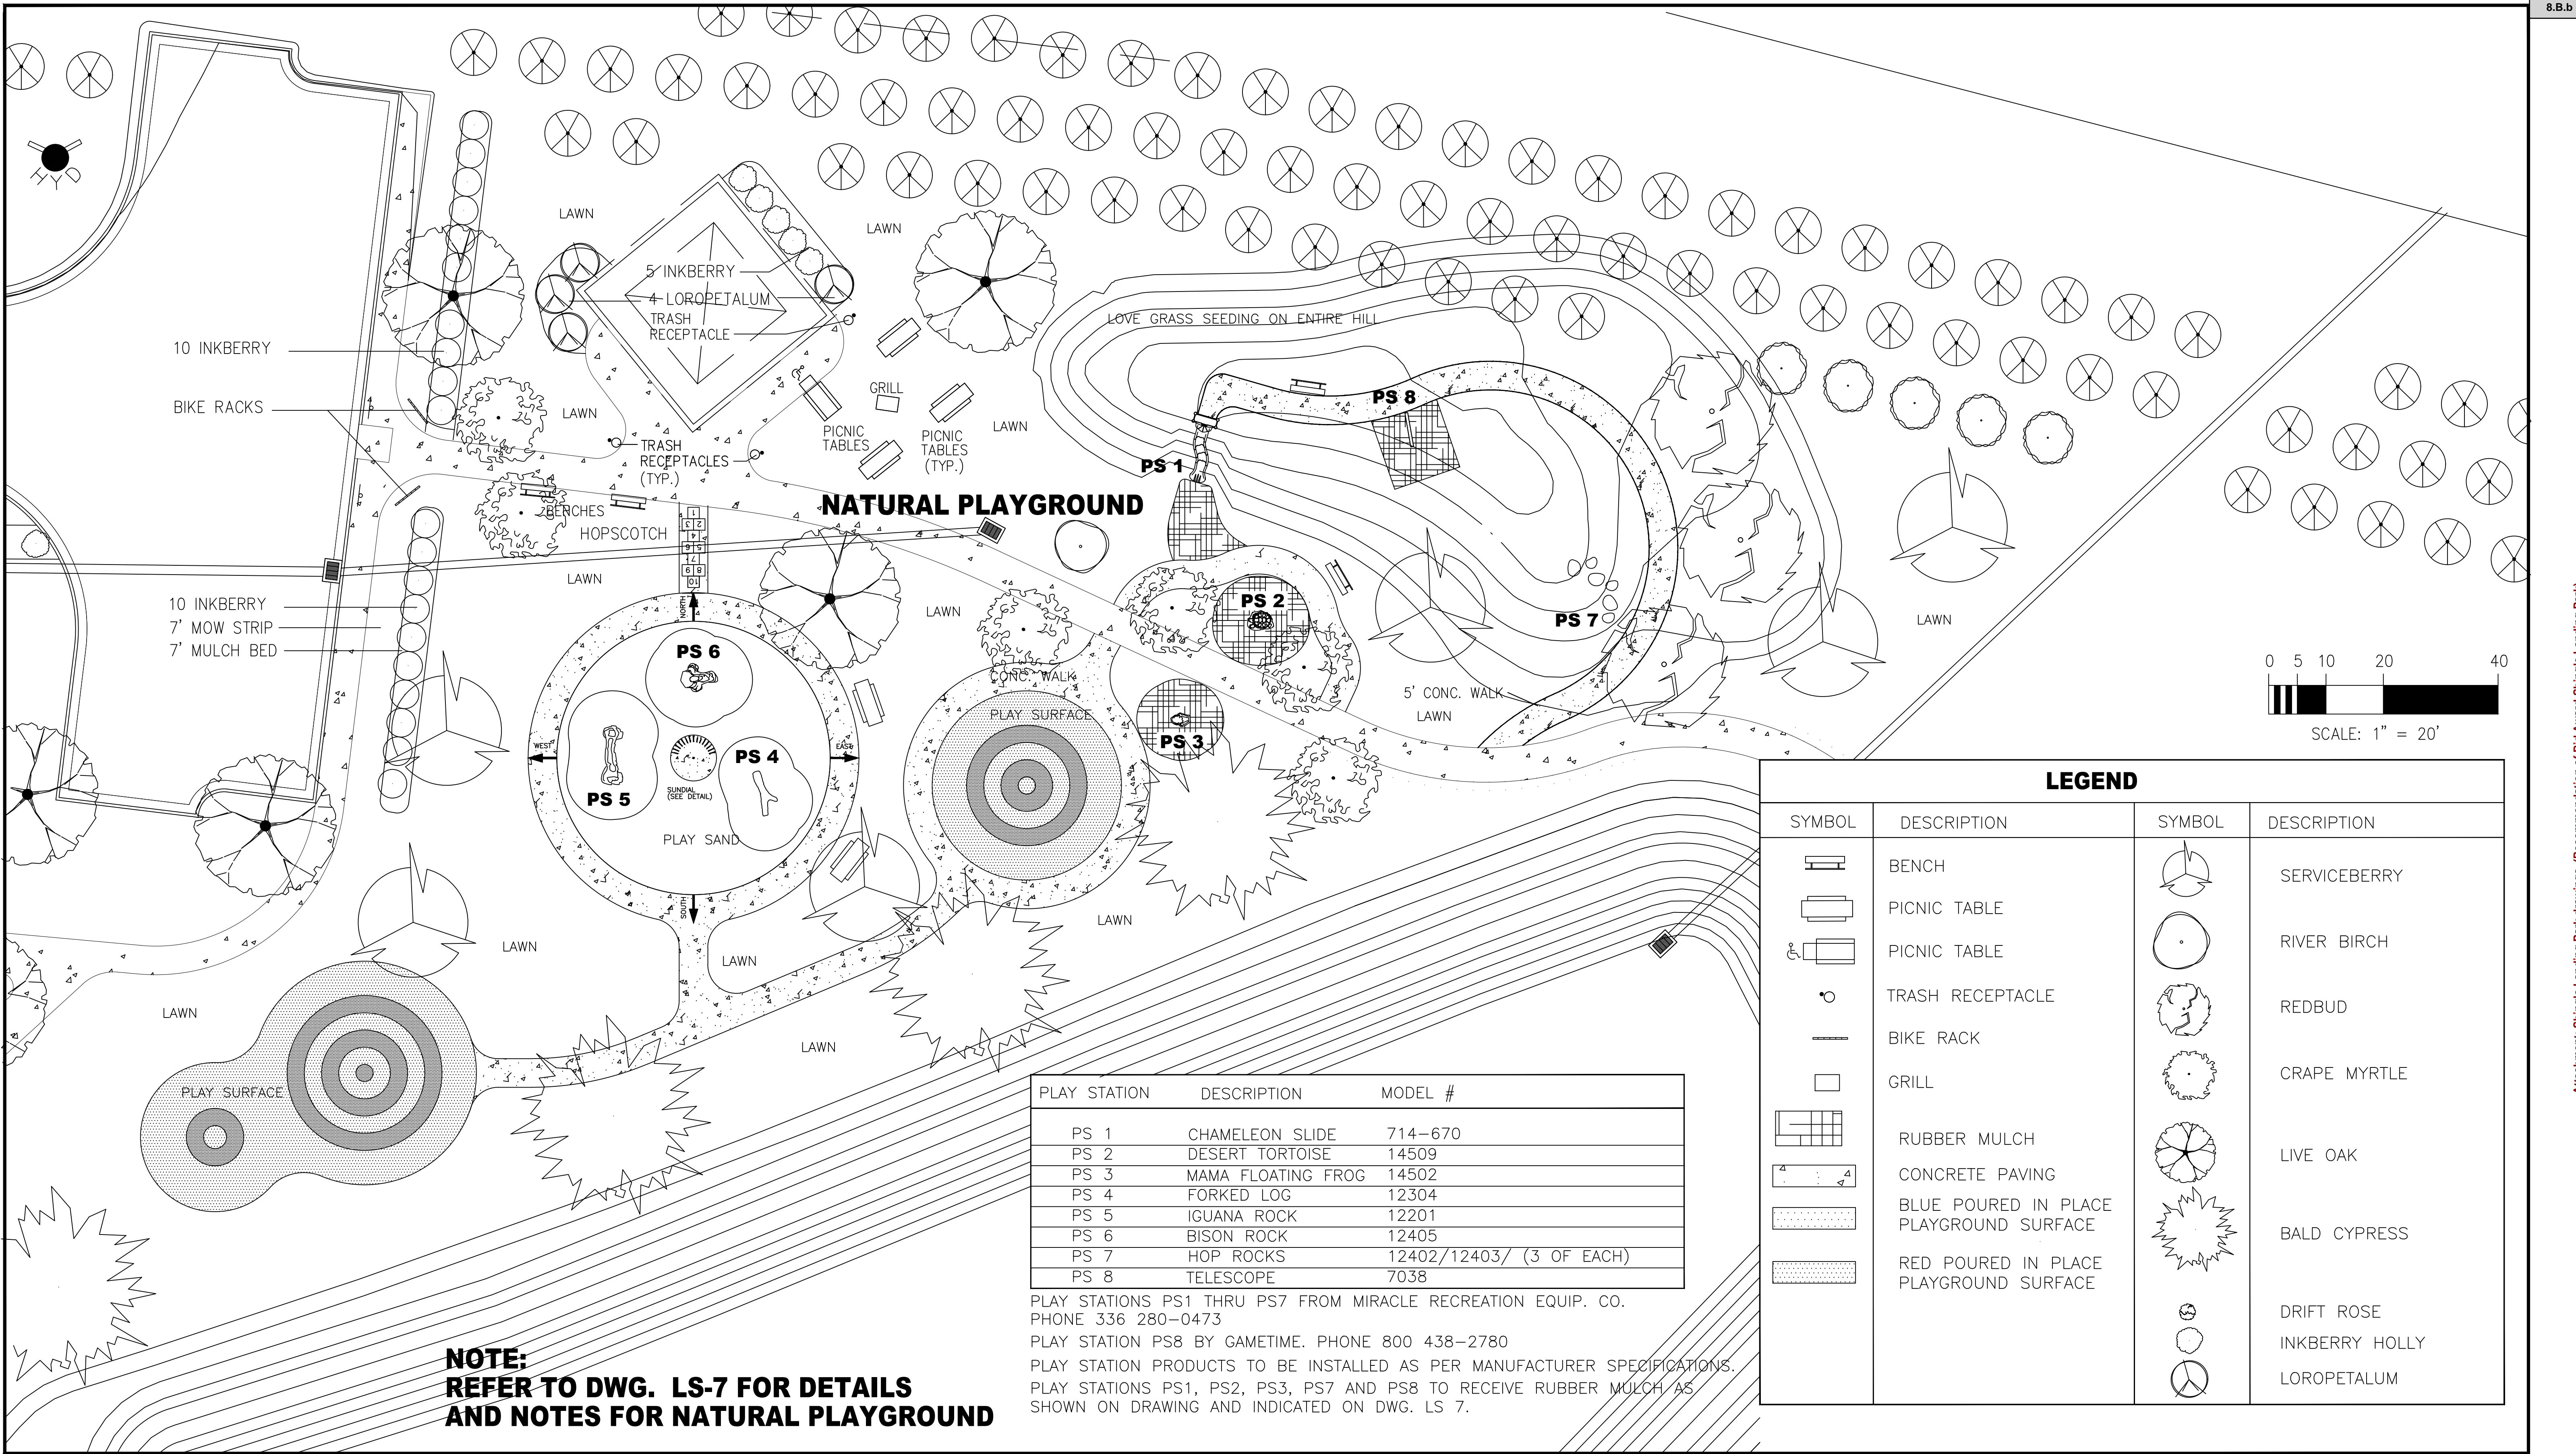 8.B.b
HYD
LAWN
LAWN
5 INKBERRY
4 LOROPETALUM
TRASH
RECEPTACLE
LOVE GRASS SEEDING ON ENTIRE HILL
10 INKBERRY
GRILL
PS 8
BIKE RACKS
LAWN
PICNIC
TABLES
PICNIC
TABLES
(TYP.)
LAWN
TRASH
RECEPTACLES
(TYP.)
PS 1
NATURAL PLAYGROUND
BENCHES
HOPSCOTCH
1
2
3
4
5
6
7
8
9
10
LAWN
NORTH
10 INKBERRY
7' MOW STRIP
7' MULCH BED
LAWN
PS 2
PS 7
LAWN
PS 6
CONC. WALK
PLAY SURFACE
5' CONC. WALK
LAWN
0 5 10 20 40
SCALE: 1" = 20'
WEST
EAST
PS 4
PS 3
PS 5
SUNDIAL
(SEE DETAIL)
PLAY SAND
SOUTH
LAWN
LAWN
LAWN
LAWN
LAWN
PLAY SURFACE
LEGEND
SYMBOL DESCRIPTION SYMBOL DESCRIPTION
BENCH
SERVICEBERRY
PICNIC TABLE
RIVER BIRCH
PICNIC TABLE
TRASH RECEPTACLE
REDBUD
BIKE RACK
GRILL
CRAPE MYRTLE
RUBBER MULCH
LIVE OAK
CONCRETE PAVING
BLUE POURED IN PLACE
PLAYGROUND SURFACE
BALD CYPRESS
RED POURED IN PLACE
PLAYGROUND SURFACE
DRIFT ROSE
INKBERRY HOLLY
LOROPETALUM
PLAY STATION DESCRIPTION MODEL #
PS 1 CHAMELEON SLIDE 714-670
PS 2 DESERT TORTOISE 14509
PS 3 MAMA FLOATING FROG 14502
PS 4 FORKED LOG 12304
PS 5 IGUANA ROCK 12201
PS 6 BISON ROCK 12405
PS 7 HOP ROCKS 12402/12403/ (3 OF EACH)
PS 8 TELESCOPE 7038
PLAY STATIONS PS1 THRU PS7 FROM MIRACLE RECREATION EQUIP. CO.
PHONE 336 280-0473
PLAY STATION PS8 BY GAMETIME. PHONE 800 438-2780
PLAY STATION PRODUCTS TO BE INSTALLED AS PER MANUFACTURER SPECIFICATIONS.
PLAY STATIONS PS1, PS2, PS3, PS7 AND PS8 TO RECEIVE RUBBER MULCH AS
SHOWN ON DRAWING AND INDICATED ON DWG. LS 7.
NOTE:
REFER TO DWG. LS-7 FOR DETAILS
AND NOTES FOR NATURAL PLAYGROUND